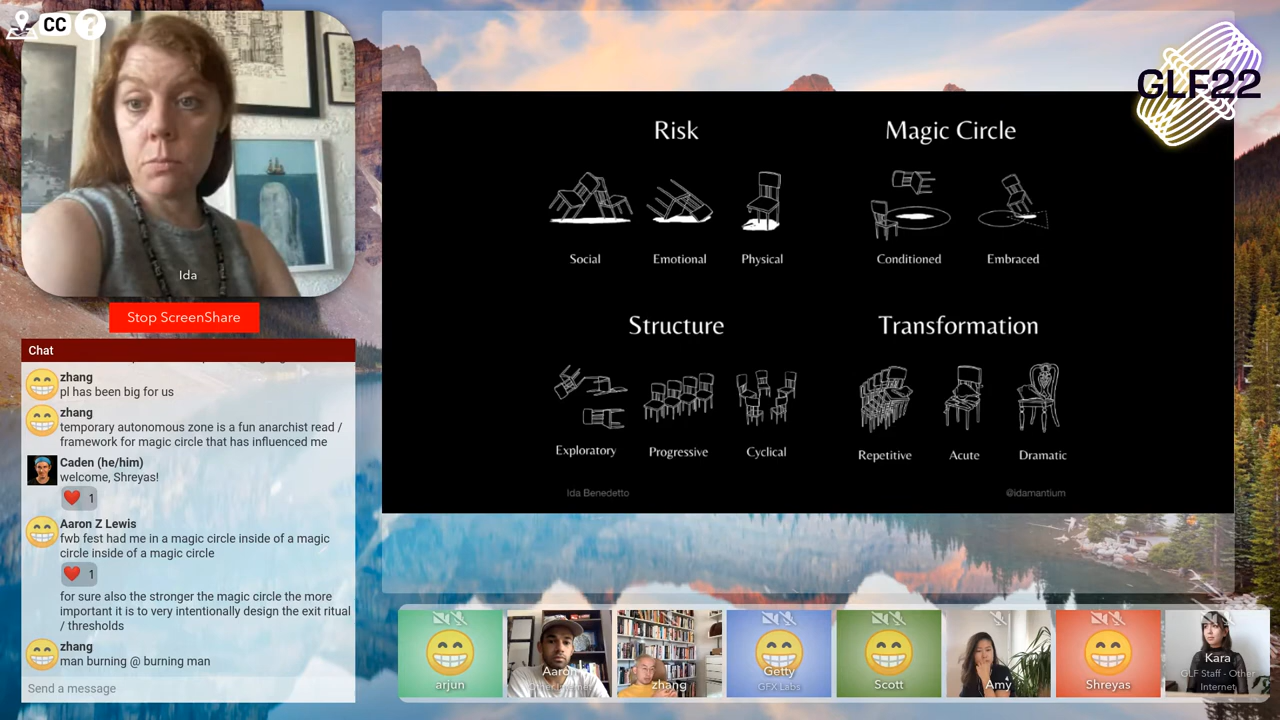 CC
?
Ida
Stop ScreenShare
Chat
zhang
pl has been big for us
zhang
temporary autonomous zone is a fun anarchist read /
framework for magic circle that has influenced me
Caden (he/him)
welcome, Shreyas!
1
Aaron Z Lewis
fwb fest had me in a magic circle inside of a magic
circle inside of a magic circle
1
for sure also the stronger the magic circle the more
important it is to very intentionally design the exit ritual
/ thresholds
zhang
man burning @ burning man
Send a message
GLF22
Risk
Social
Emotional
Physical
Magic Circle
Conditioned
Embraced
Structure
Exploratory
Progressive
Cyclical
Transformation
Repetitive
Acute
Dramatic
Ida Benedetto
@idamantium
arjun
Aaron
zhang
Getty
GFX Labs
Scott
Amy
Shreyas
Kara
GLF Staff - Other
Internet